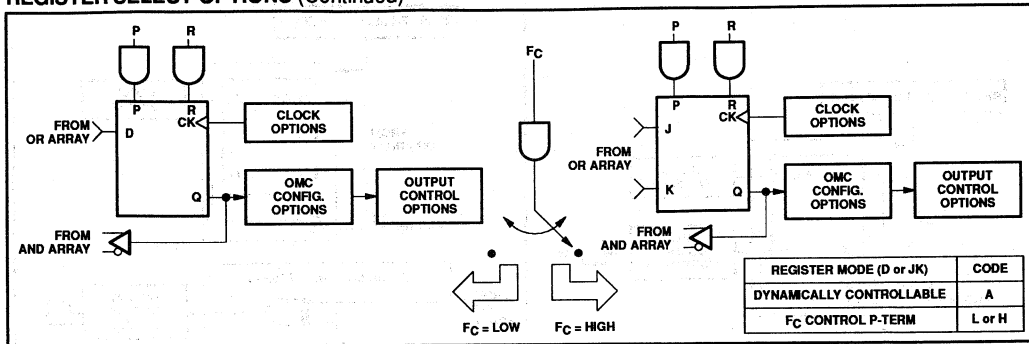 REGISTER SELECT OPTIONS (Continued)
P
R
P
R
CK
D
Q
FROM
OR ARRAY
CLOCK
OPTIONS
OMC
CONFIG.
OPTIONS
OUTPUT
CONTROL
OPTIONS
FROM
AND ARRAY
FC
FC = LOW
FC = HIGH
P
R
P
R
CK
J
K
Q
FROM
OR ARRAY
CLOCK
OPTIONS
OMC
CONFIG.
OPTIONS
OUTPUT
CONTROL
OPTIONS
FROM
AND ARRAY
REGISTER MODE (D or JK) CODE
DYNAMICALLY CONTROLLABLE A
FC CONTROL P-TERM L or H